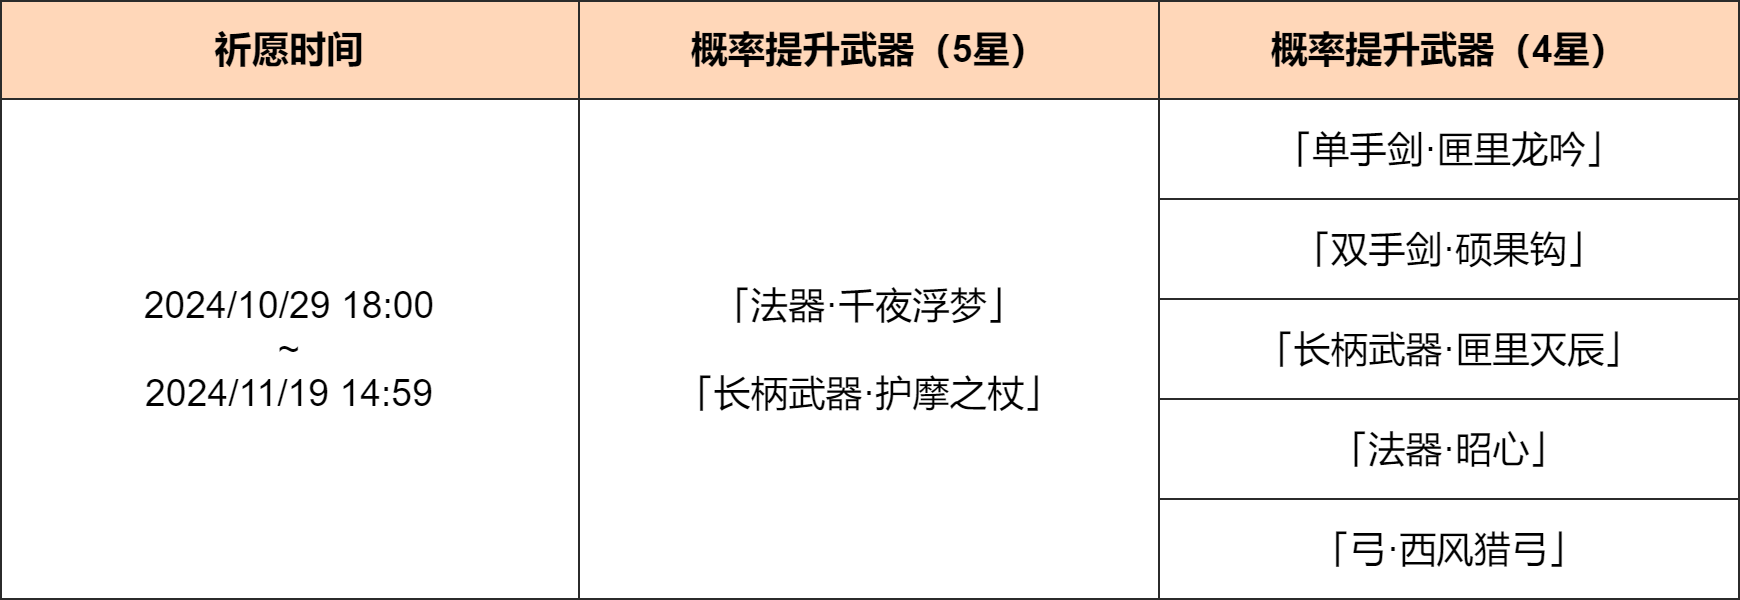 祈愿时间
概率提升武器（5星）
概率提升武器（4星）
2024/10/29 18:00
~
2024/11/19 14:59
「法器·千夜浮梦」
「长柄武器·护摩之杖」
「单手剑·匣里龙吟」
「双手剑·硕果钩」
「长柄武器·匣里灭辰」
「法器·昭心」
「弓·西风猎弓」